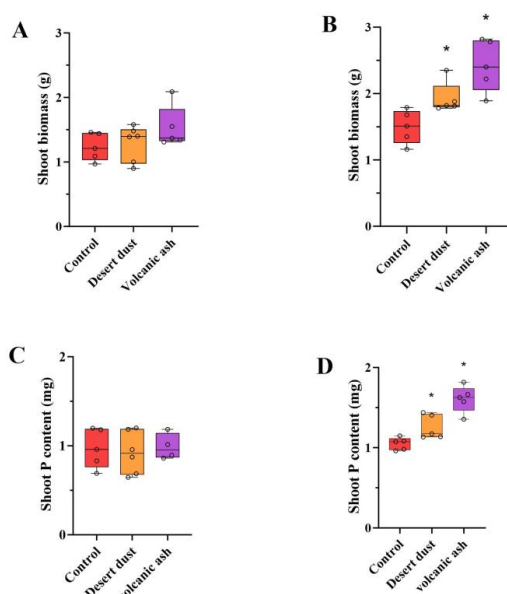 A
Shoot biomass (g)
3
2
1
0
Control
Desert dust
Volcanic ash
B
Shoot biomass (g)
3
2
1
0
*
*
Control
Desert dust
Volcanic ash
C
Shoot P content (mg)
2
1
0
Control
Desert dust
Volcanic ash
D
Shoot P content (mg)
2
1
0
*
*
Control
Desert dust
volcanic ash